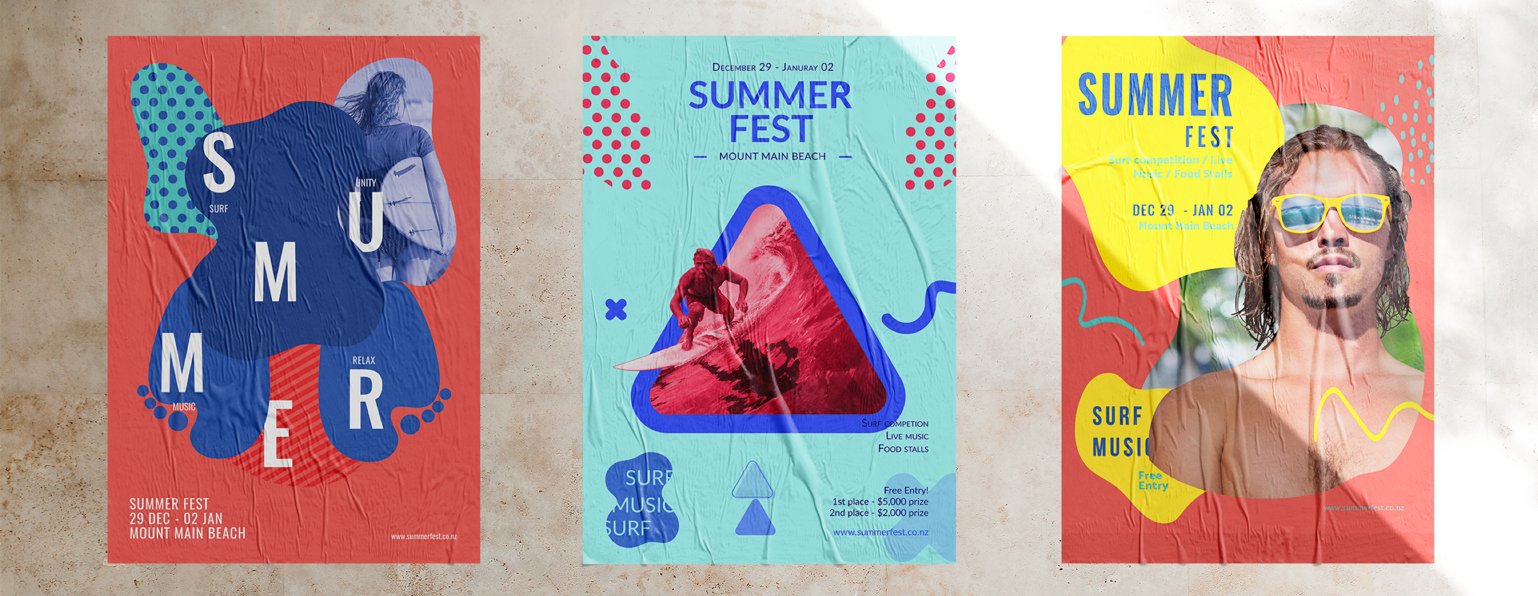 S
SURF
UNITY
U
M
M
MUSIC
RELAX
R
E
SUMMER FEST
29 DEC - 02 JAN
MOUNT MAIN BEACH
www.summerfest.co.nz
December 29 - Januray 02
SUMMER
FEST
MOUNT MAIN BEACH
Surf competion
Live music
Food stalls
SURF
MUSIC
SURF
Free Entry!
1st place - $5,000 prize
2nd place - $2,000 prize
www.summerfest.co.nz
SUMMER
FEST
Surf competition / Live
Music / Food Stalls
DEC 29 - JAN 02
Mount Main Beach
SURF
MUSIC
Free
Entry
www.summerfest.co.nz